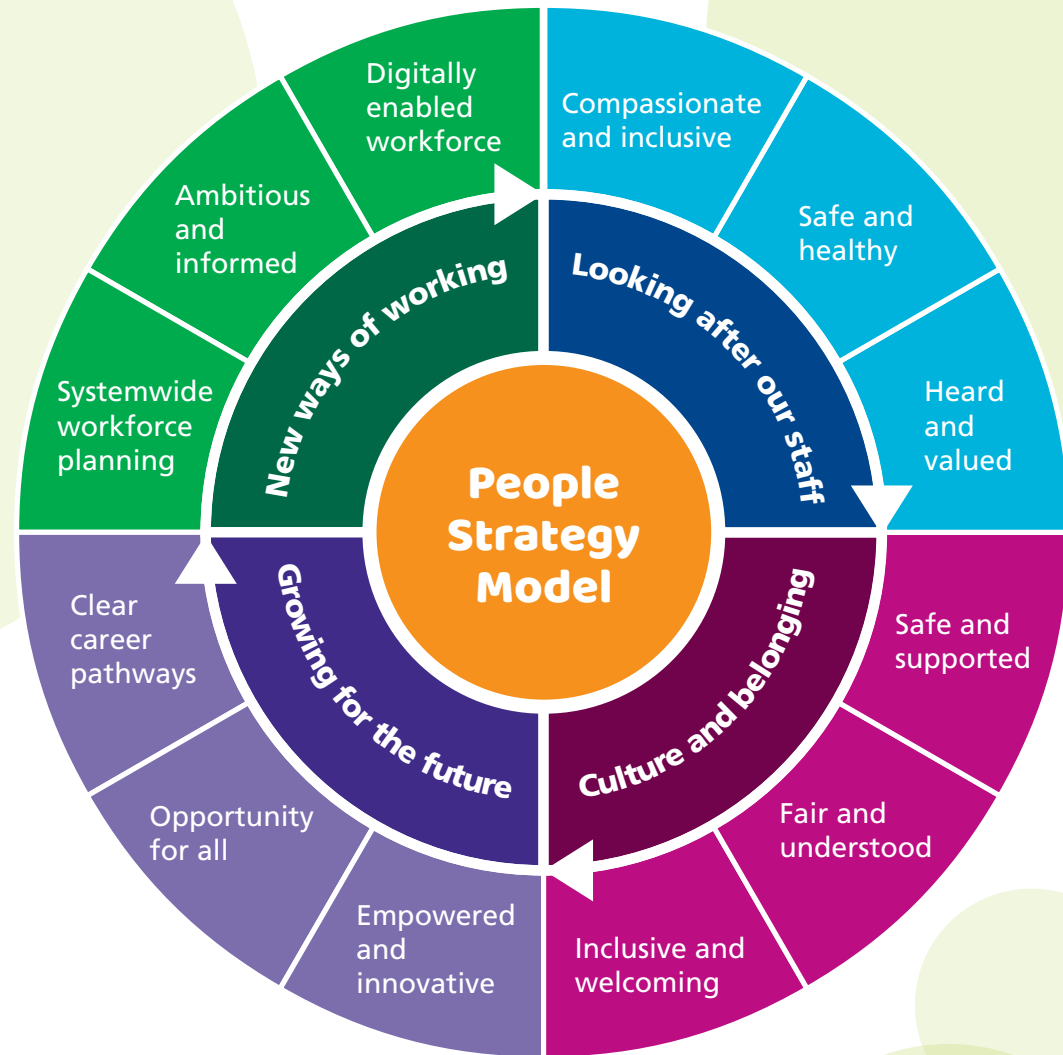 People
Strategy
Model
Looking after our staff
Compassionate
and inclusive
Safe and
healthy
Heard
and
valued
Culture and belonging
Safe and
supported
Fair and
understood
Inclusive and
welcoming
Growing for the future
Empowered
and
innovative
Opportunity
for all
Clear
career
pathways
New ways of working
Systemwide
workforce
planning
Ambitious
and
informed
Digitally
enabled
workforce